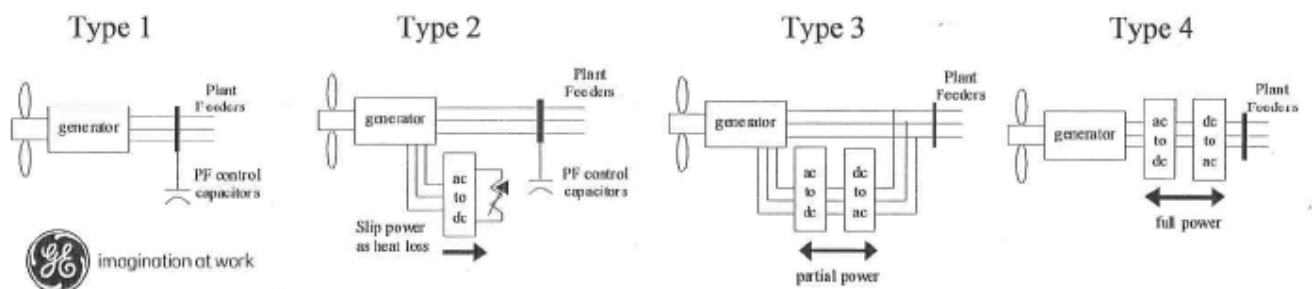 Type 1
Plant
Feeders
generator
PF control
capacitors
GE
imagination at work
Type 2
Plant
Feeders
generator
ac
to
dc
PF control
capacitors
Slip power
as heat loss
Type 3
Plant
Feeders
generator
ac
to
dc
dc
to
ac
partial power
Type 4
Plant
Feeders
generator
ac
to
dc
dc
to
ac
full power